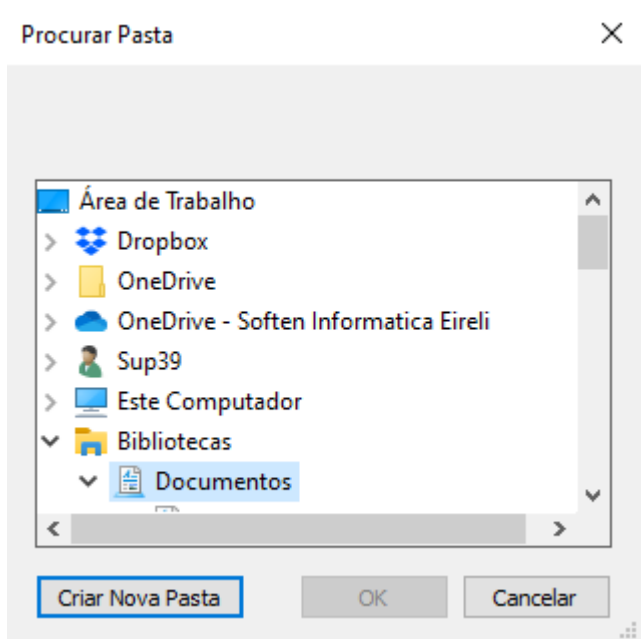 Procurar Pasta
Área de Trabalho
Dropbox
OneDrive
OneDrive - Soften Informatica Eireli
Sup39
Este Computador
Bibliotecas
Documentos
Criar Nova Pasta
OK
Cancelar